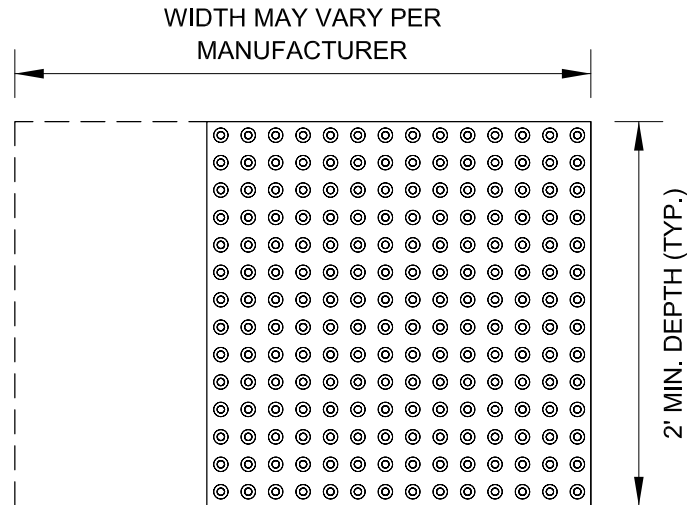 WIDTH MAY VARY PER
MANUFACTURER
2' MIN. DEPTH (TYP.)